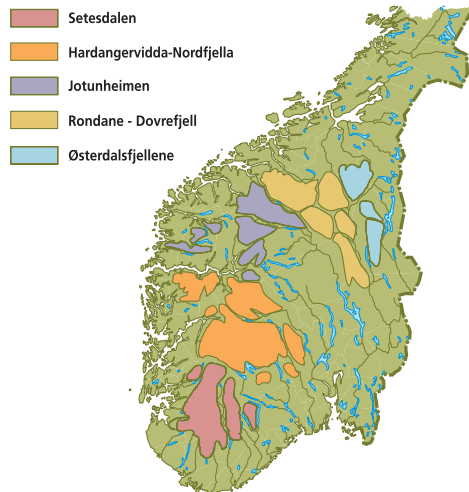 Setesdalen
Hardangervidda-Nordfjella
Jotunheimen
Rondane - Dovrefjell
Østerdalsfjellene